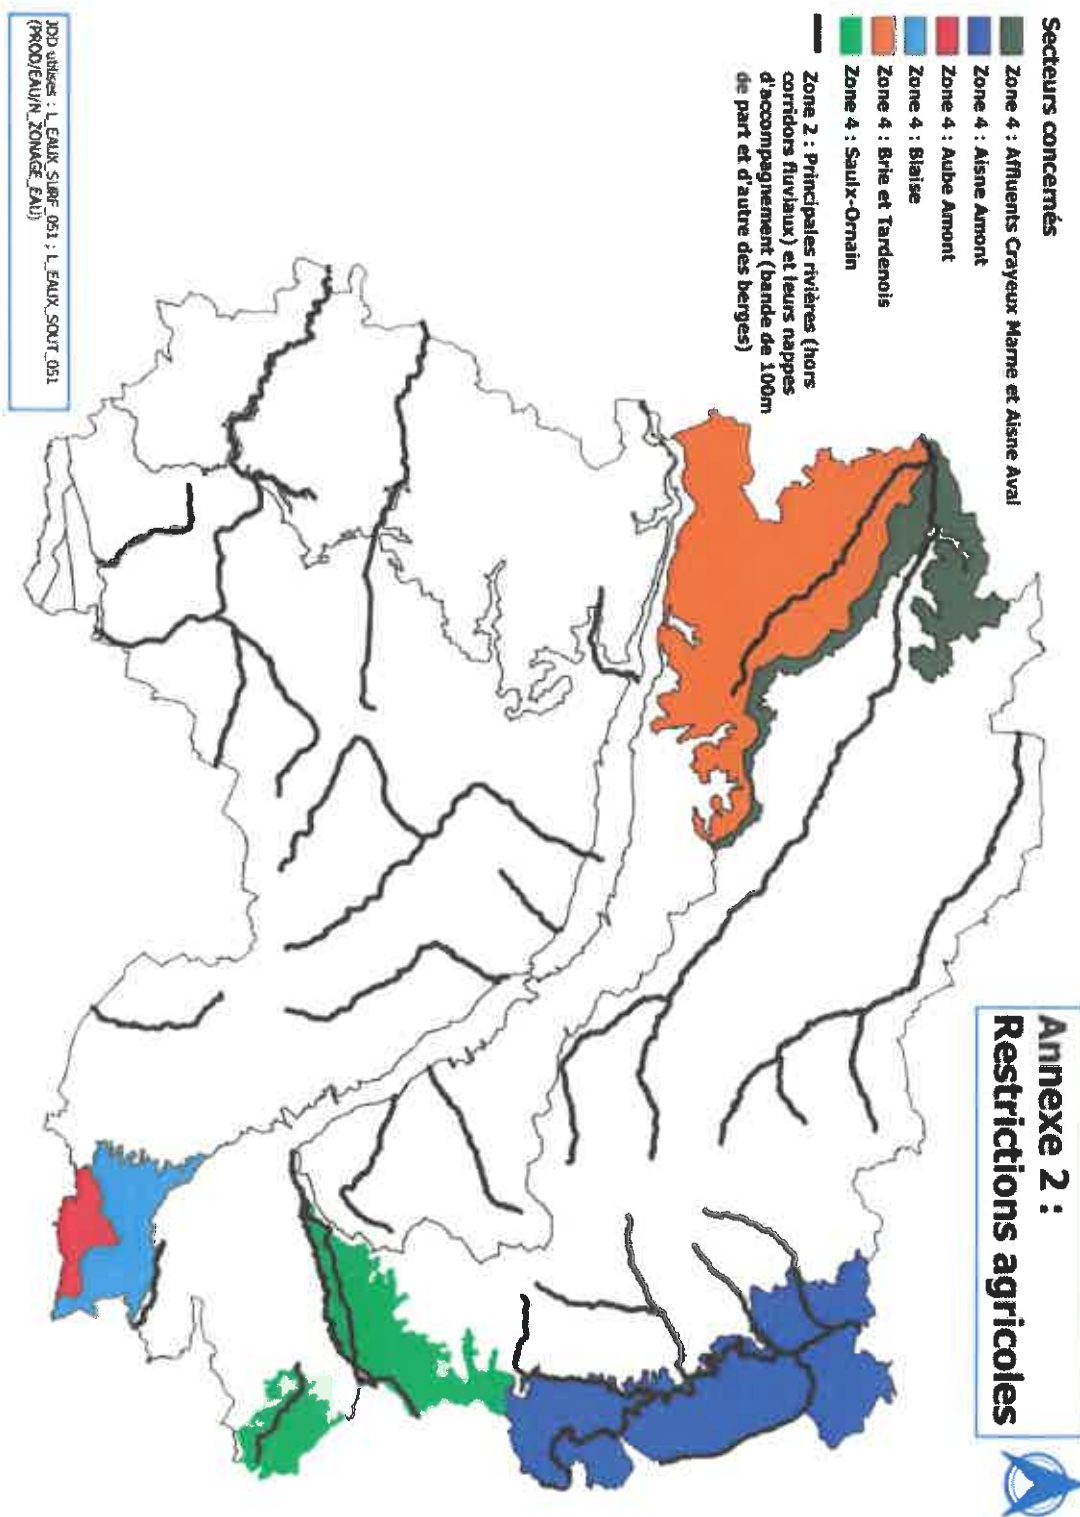 Annexe 2 :
Restrictions agricoles
Secteurs concernés
Zone 4 : Affluents Crayeux Marne et Aisne Aval
Zone 4 : Aisne Amont
Zone 4 : Aube Amont
Zone 4 : Blaise
Zone 4 : Brie et Tardenois
Zone 4 : Saulx-Ornain
Zone 2 : Principales rivières (hors
corridors fluviaux) et leurs nappes
d'accompagnement (bande de 100m
de part et d'autre des berges)
JDD utilises : L_EAUX_SURF_051 ; L_EAUX_SOUT_051
(PROD/EAU/N_ZONAGE_EAU)